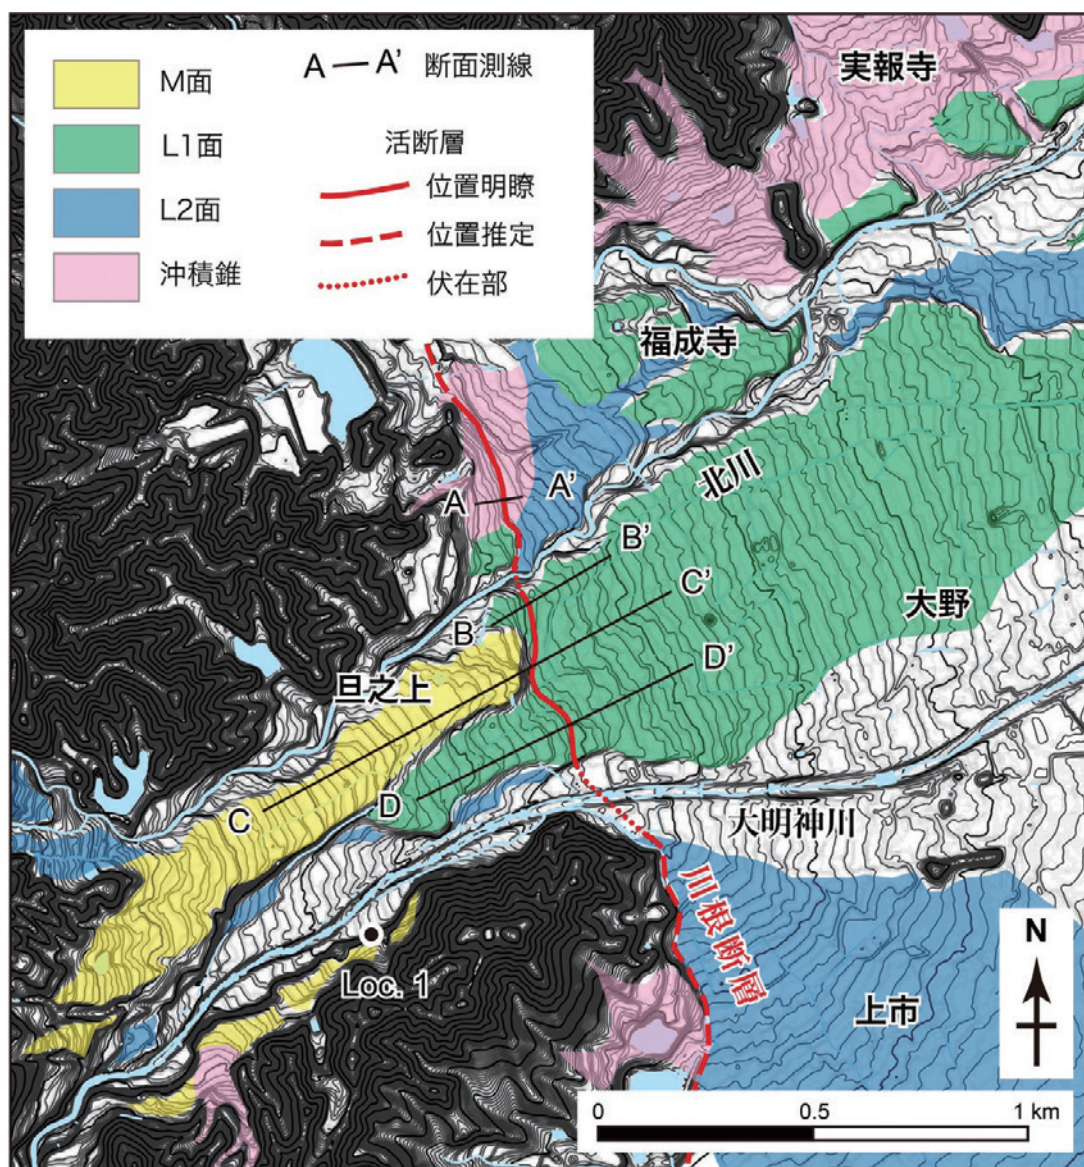 M面
L1面
L2面
沖積錐
A A' 断面測線
活断層
位置明瞭
位置推定
伏在部
実報寺
福成寺
A A'
北川
B B'
C'
大野
D'
旦之上
C D
大明神川
川根断層
Loc. 1
上市
N
0 0.5 1 km